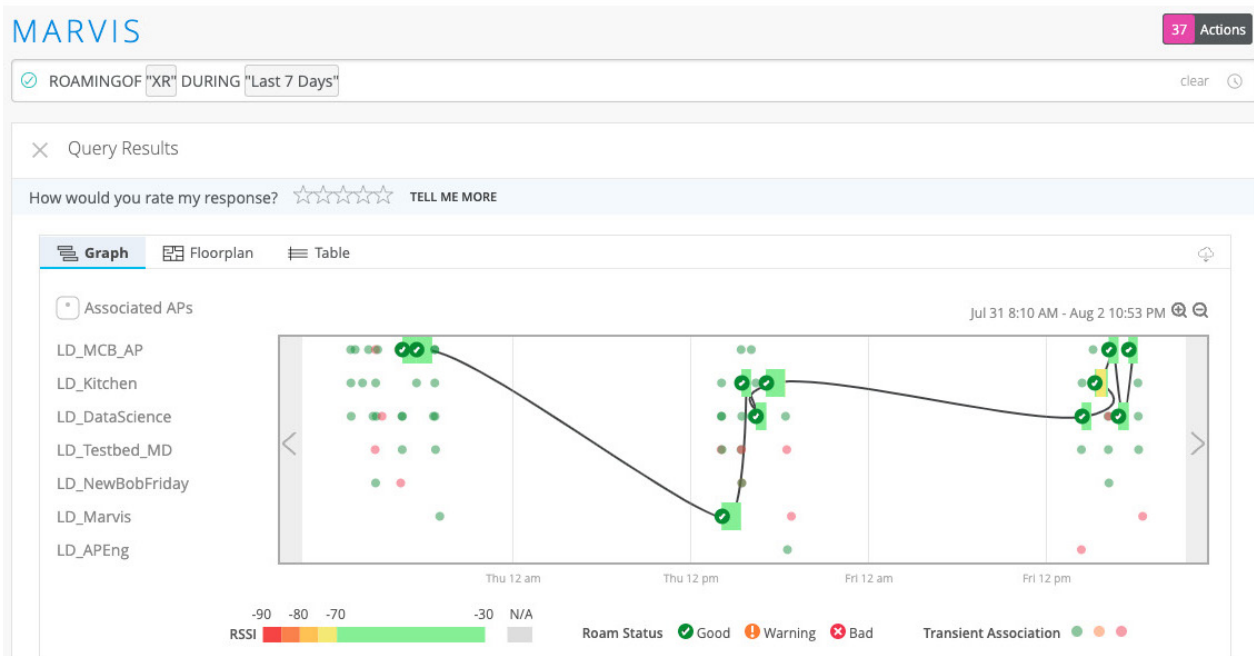 MARVIS
37 Actions
ROAMINGOF "XR" DURING "Last 7 Days"
clear
Query Results
How would you rate my response? TELL ME MORE
Graph Floorplan Table
* Associated APs
Jul 31 8:10 AM - Aug 2 10:53 PM
LD_MCB_AP
LD_Kitchen
LD_DataScience
LD_Testbed_MD
LD_NewBobFriday
LD_Marvis
LD_APEng
Thu 12 am Thu 12 pm Fri 12 am Fri 12 pm
-90 -80 -70 -30 N/A
RSSI
Roam Status Good Warning Bad Transient Association